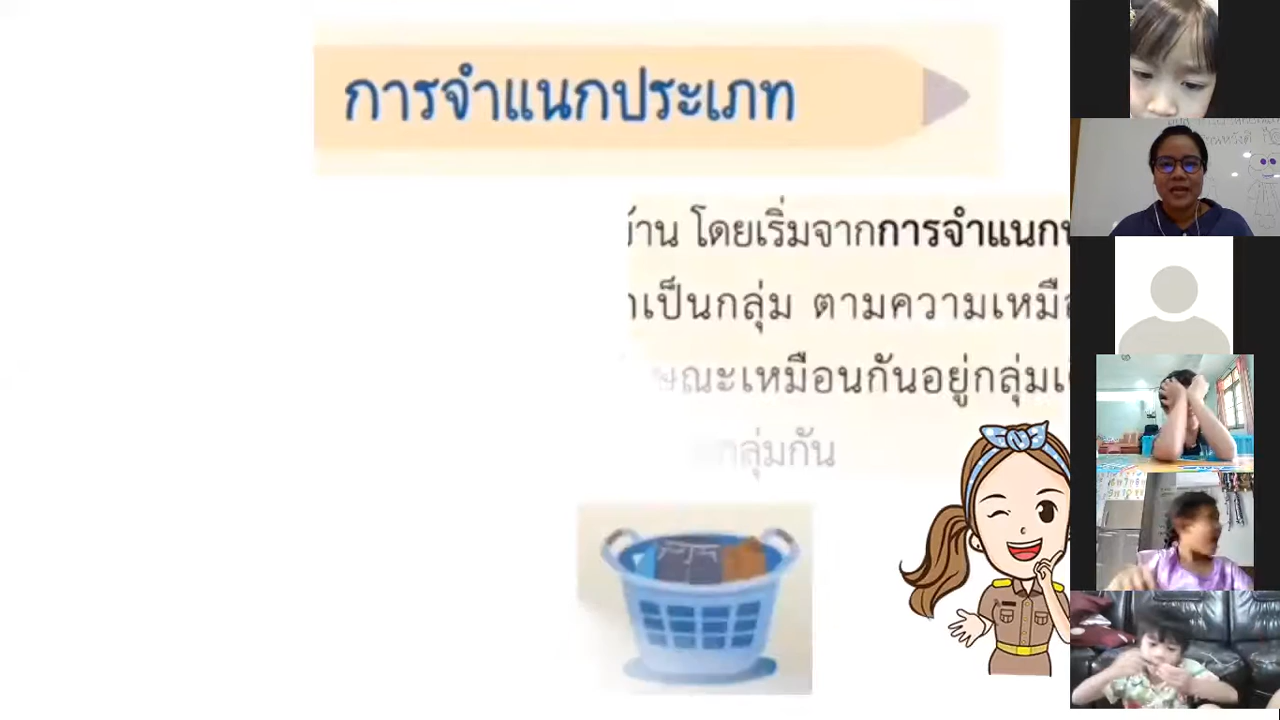 การจำแนกประเภท
บ้าน โดยเริ่มจากการจำแนก
เป็นกลุ่ม ตามความเหมือ
ษณะเหมือนกันอยู่กลุ่มเ
กลุ่มกัน